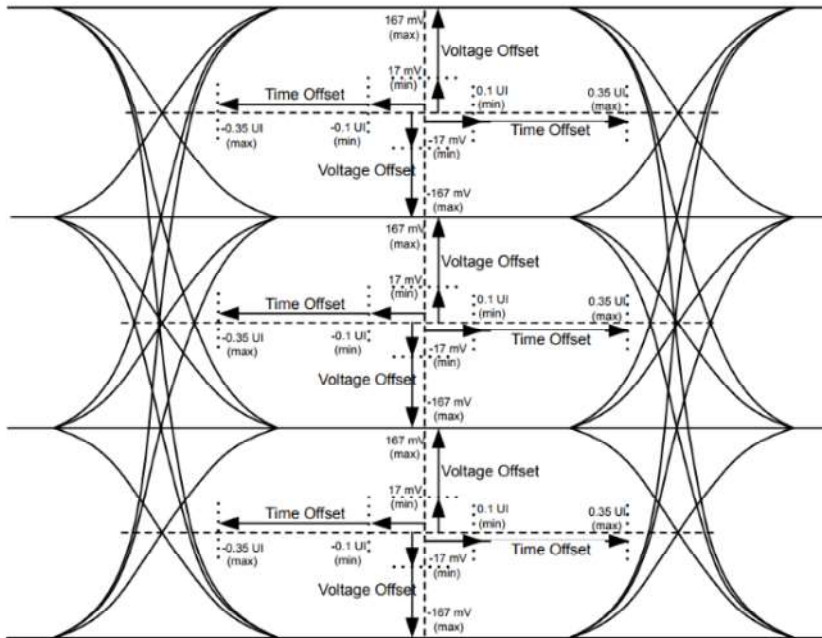 167 mV
(max)
Voltage Offset
17 mV
(min)
0.1 UI
(min)
0.35 UI
(max)
Time Offset
-0.35 UI
(max)
-0.1 UI
(min)
-17 mV
(min)
Time Offset
Voltage Offset
-167 mV
(max)
167 mV
(max)
Voltage Offset
17 mV
(min)
0.1 UI
(min)
0.35 UI
(max)
Time Offset
-0.35 UI
(max)
-0.1 UI
(min)
-17 mV
(min)
Time Offset
Voltage Offset
-167 mV
(max)
167 mV
(max)
Voltage Offset
17 mV
(min)
0.1 UI
(min)
0.35 UI
(max)
Time Offset
-0.35 UI
(max)
-0.1 UI
(min)
-17 mV
(min)
Time Offset
Voltage Offset
-167 mV
(max)